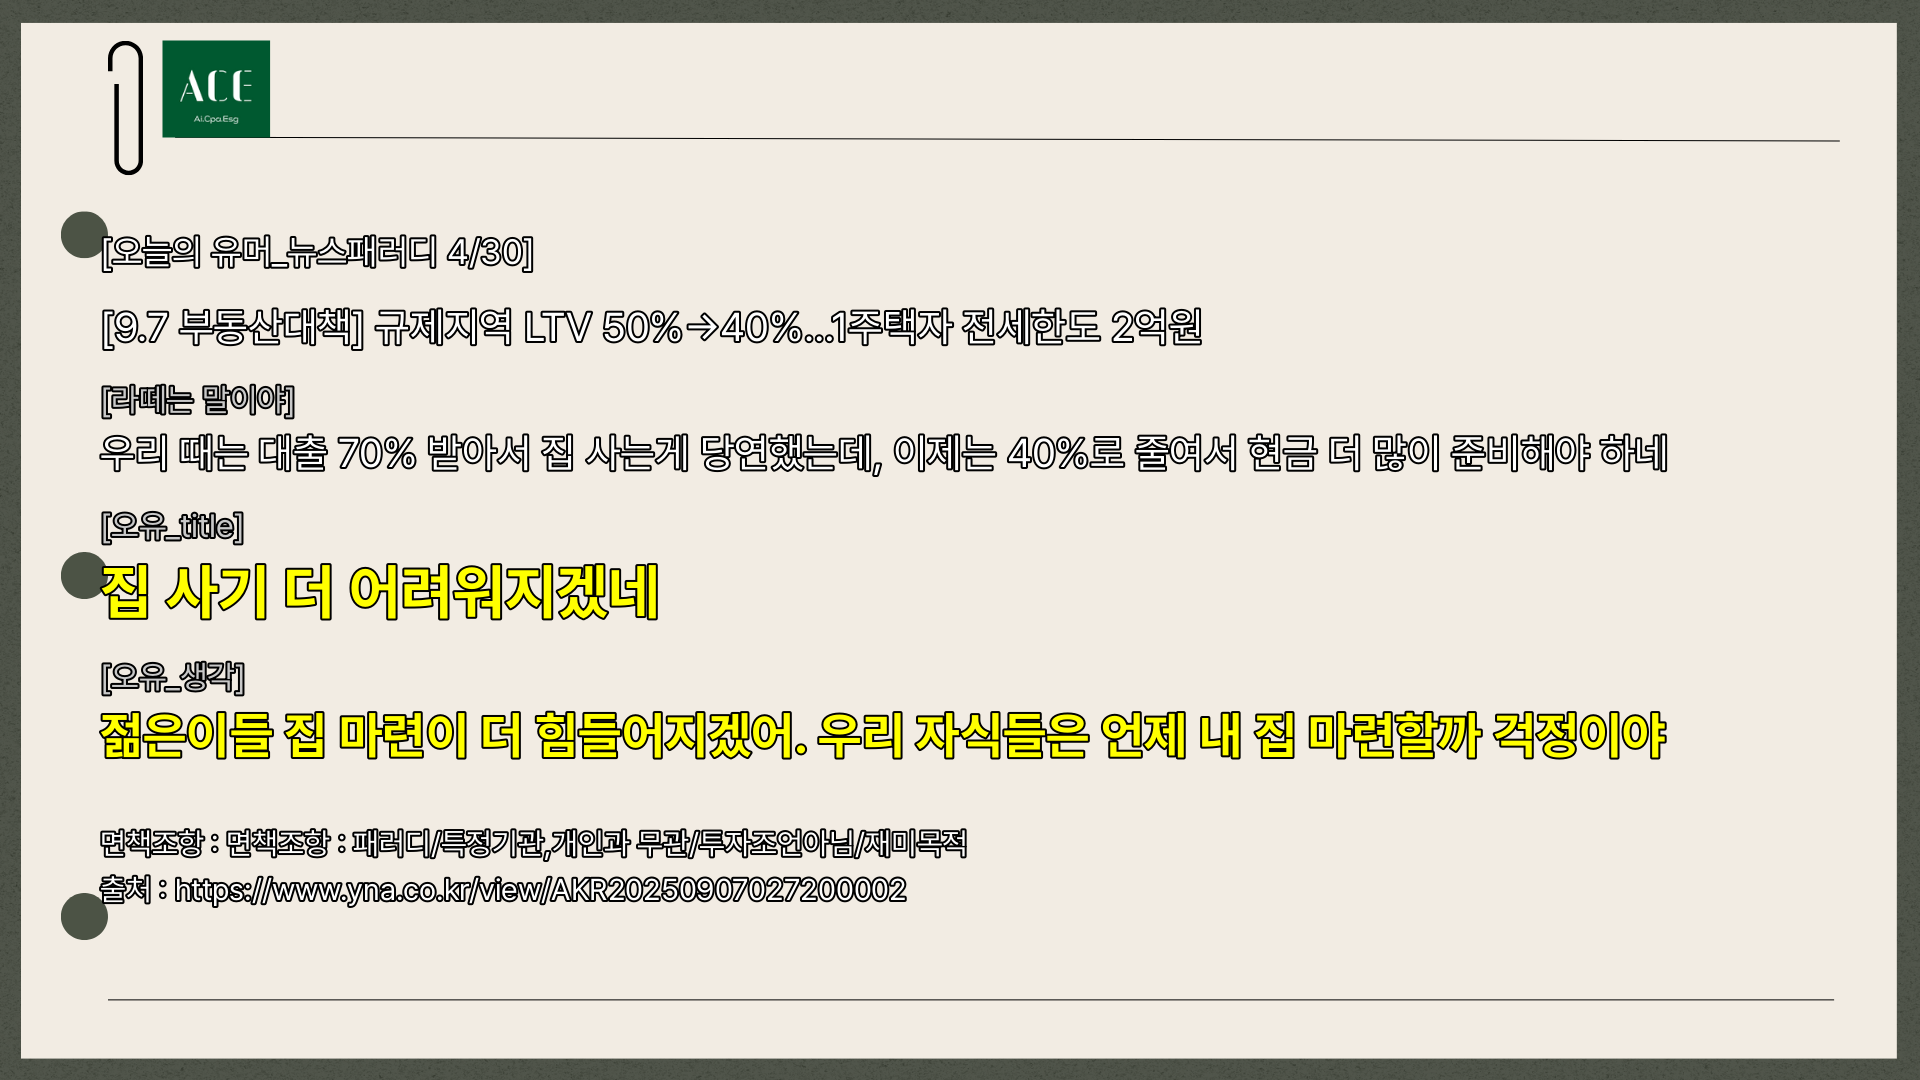 ACE
Ai.Cpa.Esg
[오늘의 유머_뉴스패러디 4/30]
[9.7 부동산대책] 규제지역 LTV 50%→40%…1주택자 전세한도 2억원
[라떼는 말이야]
우리 때는 대출 70% 받아서 집 사는게 당연했는데, 이제는 40%로 줄여서 현금 더 많이 준비해야 하네
[오유_title]
집 사기 더 어려워지겠네
[오유_생각]
젊은이들 집 마련이 더 힘들어지겠어. 우리 자식들은 언제 내 집 마련할까 걱정이야
면책조항 : 면책조항 : 패러디/특정기관,개인과 무관/투자조언아님/재미목적
출처 : https://www.yna.co.kr/view/AKR20250907027200002